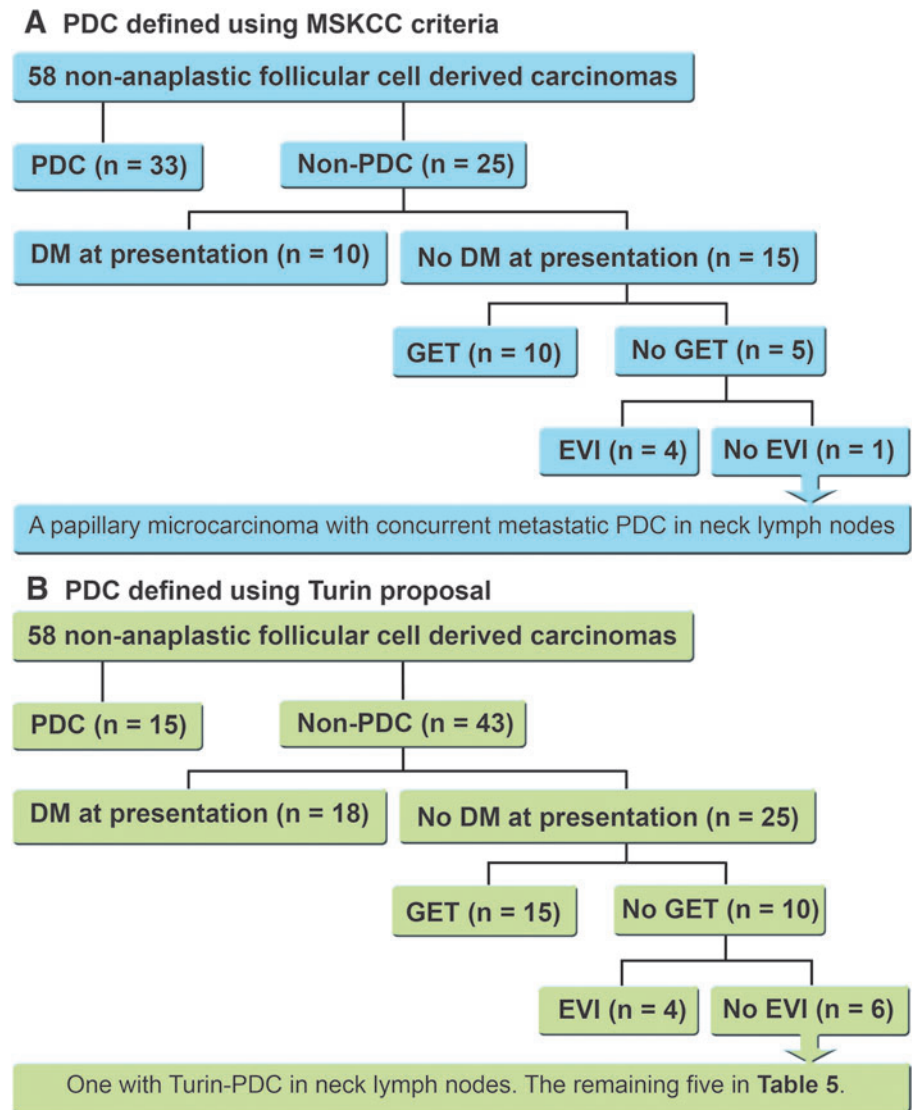 A PDC defined using MSKCC criteria
58 non-anaplastic follicular cell derived carcinomas
PDC (n = 33)
Non-PDC (n = 25)
DM at presentation (n = 10)
No DM at presentation (n = 15)
GET (n = 10)
No GET (n = 5)
EVI (n = 4)
No EVI (n = 1)
A papillary microcarcinoma with concurrent metastatic PDC in neck lymph nodes
B PDC defined using Turin proposal
58 non-anaplastic follicular cell derived carcinomas
PDC (n = 15)
Non-PDC (n = 43)
DM at presentation (n = 18)
No DM at presentation (n = 25)
GET (n = 15)
No GET (n = 10)
EVI (n = 4)
No EVI (n = 6)
One with Turin-PDC in neck lymph nodes. The remaining five in Table 5.